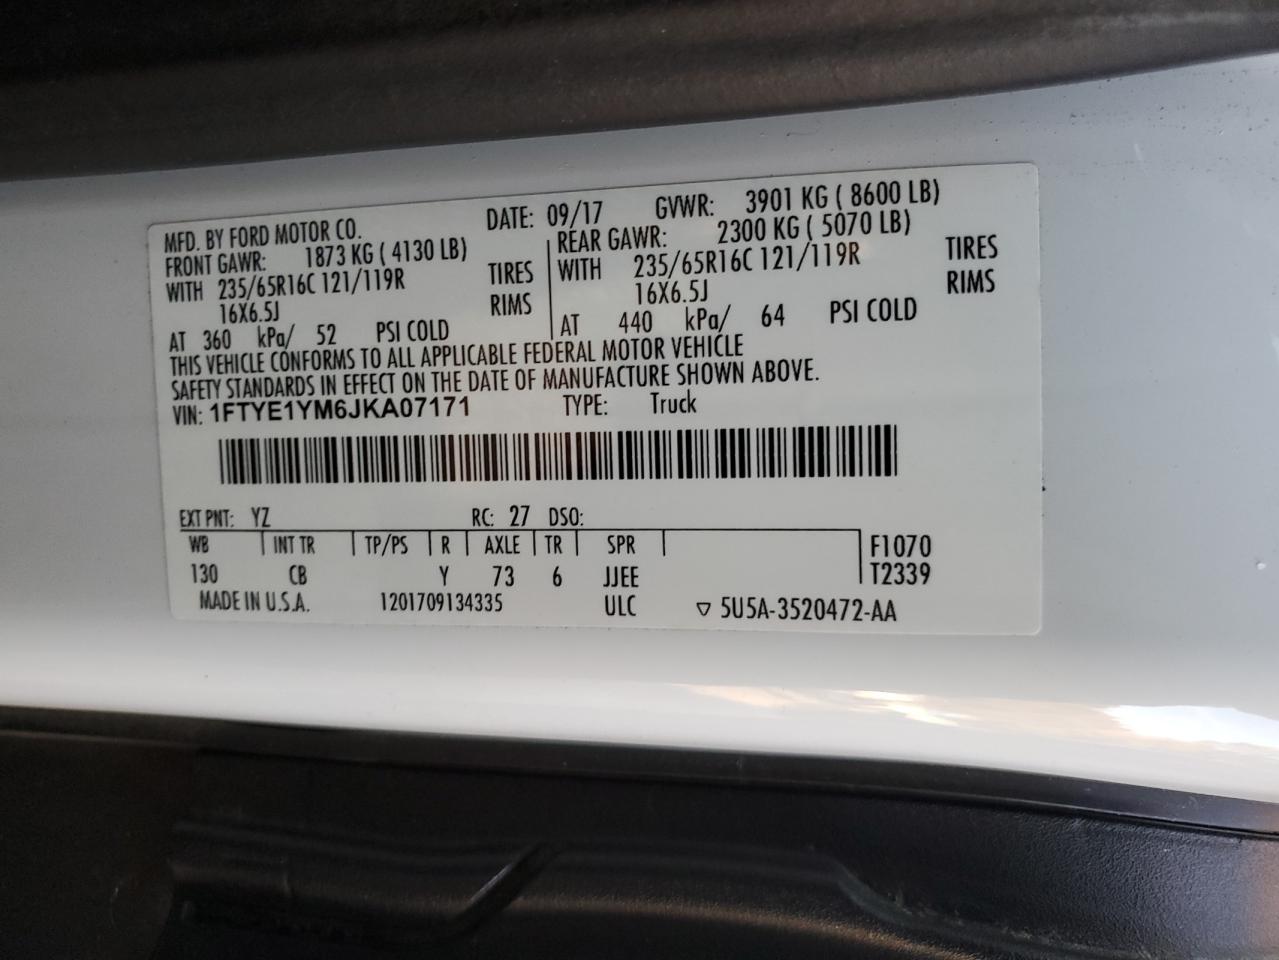 MFD. BY FORD MOTOR CO. DATE: 09/17 GVWR: 3901 KG ( 8600 LB)
FRONT GAWR: 1873 KG ( 4130 LB) REAR GAWR: 2300 KG ( 5070 LB)
WITH 235/65R16C 121/119R TIRES WITH 235/65R16C 121/119R TIRES
16X6.5J RIMS 16X6.5J RIMS
AT 360 kPa/ 52 PSI COLD AT 440 kPa/ 64 PSI COLD
THIS VEHICLE CONFORMS TO ALL APPLICABLE FEDERAL MOTOR VEHICLE
SAFETY STANDARDS IN EFFECT ON THE DATE OF MANUFACTURE SHOWN ABOVE.
VIN: 1FTYE1YM6JKA07171 TYPE: Truck
EXT PNT: YZ RC: 27 DSO:
WB INT TR TP/PS R AXLE TR SPR F1070
130 CB Y 73 6 JJEE T2339
MADE IN U.S.A. 1201709134335 ULC ▽ 5U5A-3520472-AA